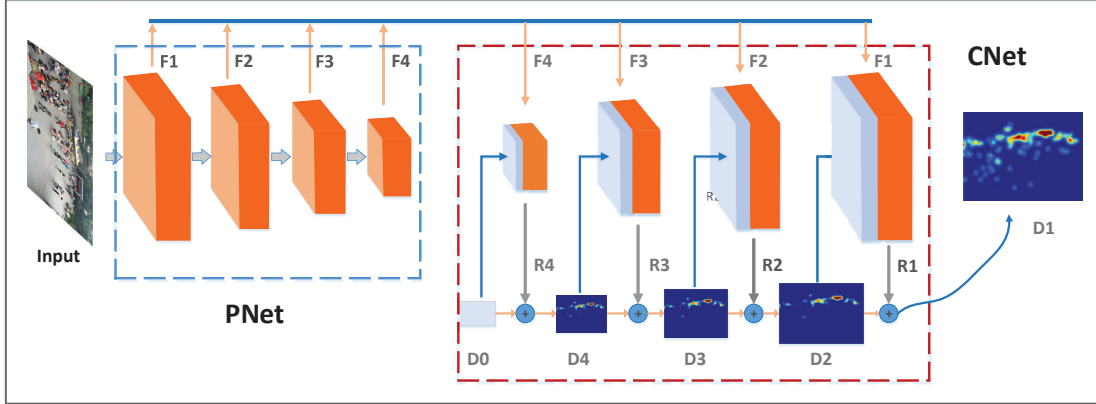 F1 F2 F3 F4
F4 F3 F2 F1
CNet
R4 R3 R2 R1
D1
Input
PNet
D0 D4 D3 D2